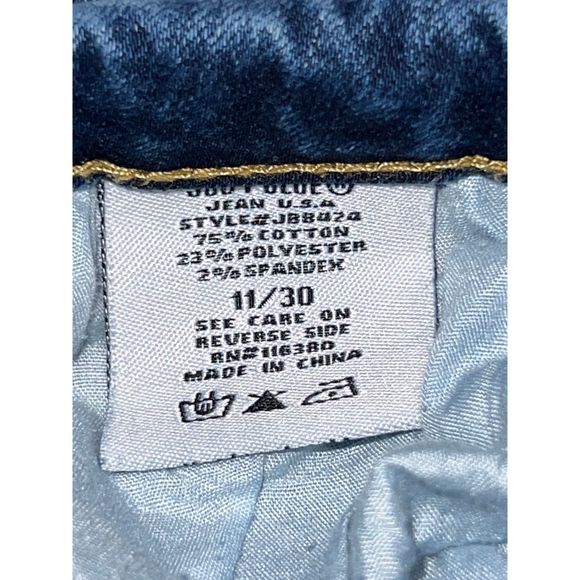 JEAN U.S.A
STYLE#JB8424
75% COTTON
23% POLYESTER
2% SPANDEX
11/30
SEE CARE ON
REVERSE SIDE
RN#116380
MADE IN CHINA